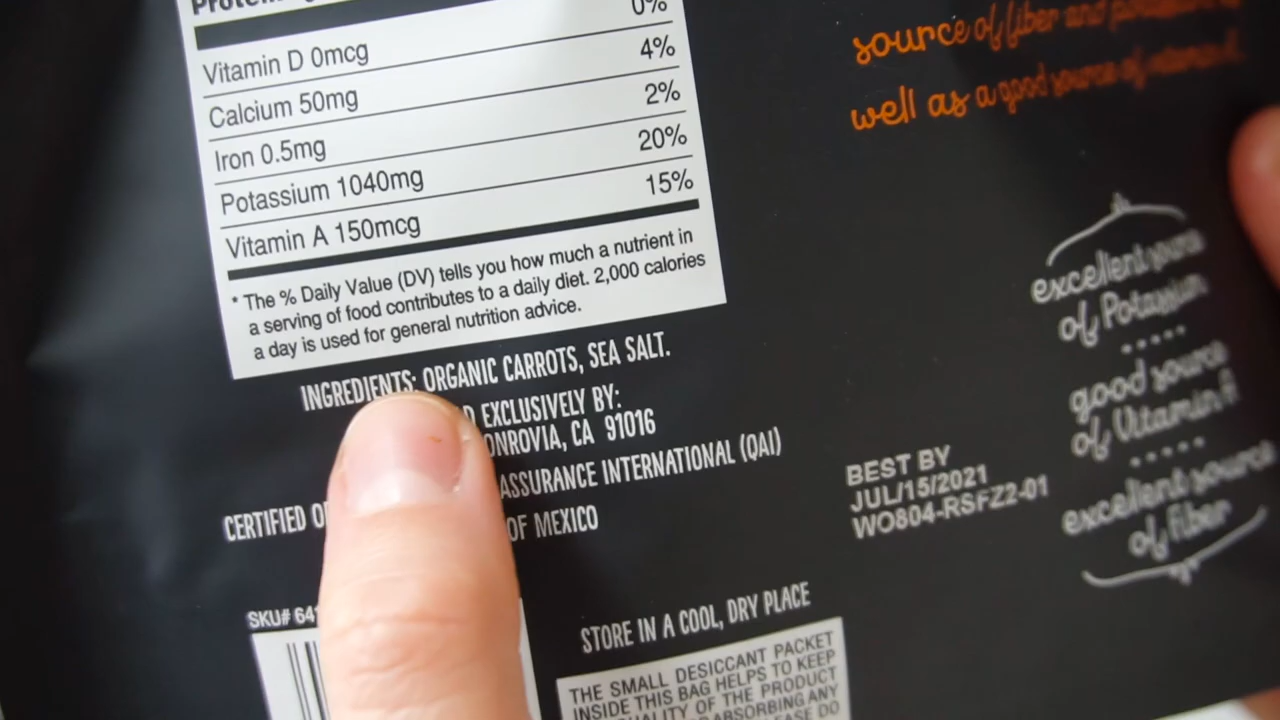 0%
Vitamin D 0mcg 4%
Calcium 50mg 2%
Iron 0.5mg 20%
Potassium 1040mg 15%
Vitamin A 150mcg
* The % Daily Value (DV) tells you how much a nutrient in
a serving of food contributes to a daily diet. 2,000 calories
a day is used for general nutrition advice.
INGREDIENTS: ORGANIC CARROTS, SEA SALT.
EXCLUSIVELY BY:
CA 91016
ASSURANCE INTERNATIONAL (QAI)
CERTIFIED
OF MEXICO
SKU# 64
STORE IN A COOL, DRY PLACE
THE SMALL DESICCANT PACKET
INSIDE THIS BAG HELPS TO KEEP
OF THE PRODUCT
ABSORBING ANY
DO
source of fiber and
well as a good source of
excellent source
of Potassium
good source
of Vitamin A
excellent source
of fiber
BEST BY
JUL/15/2021
WO804-RSFZ2-01